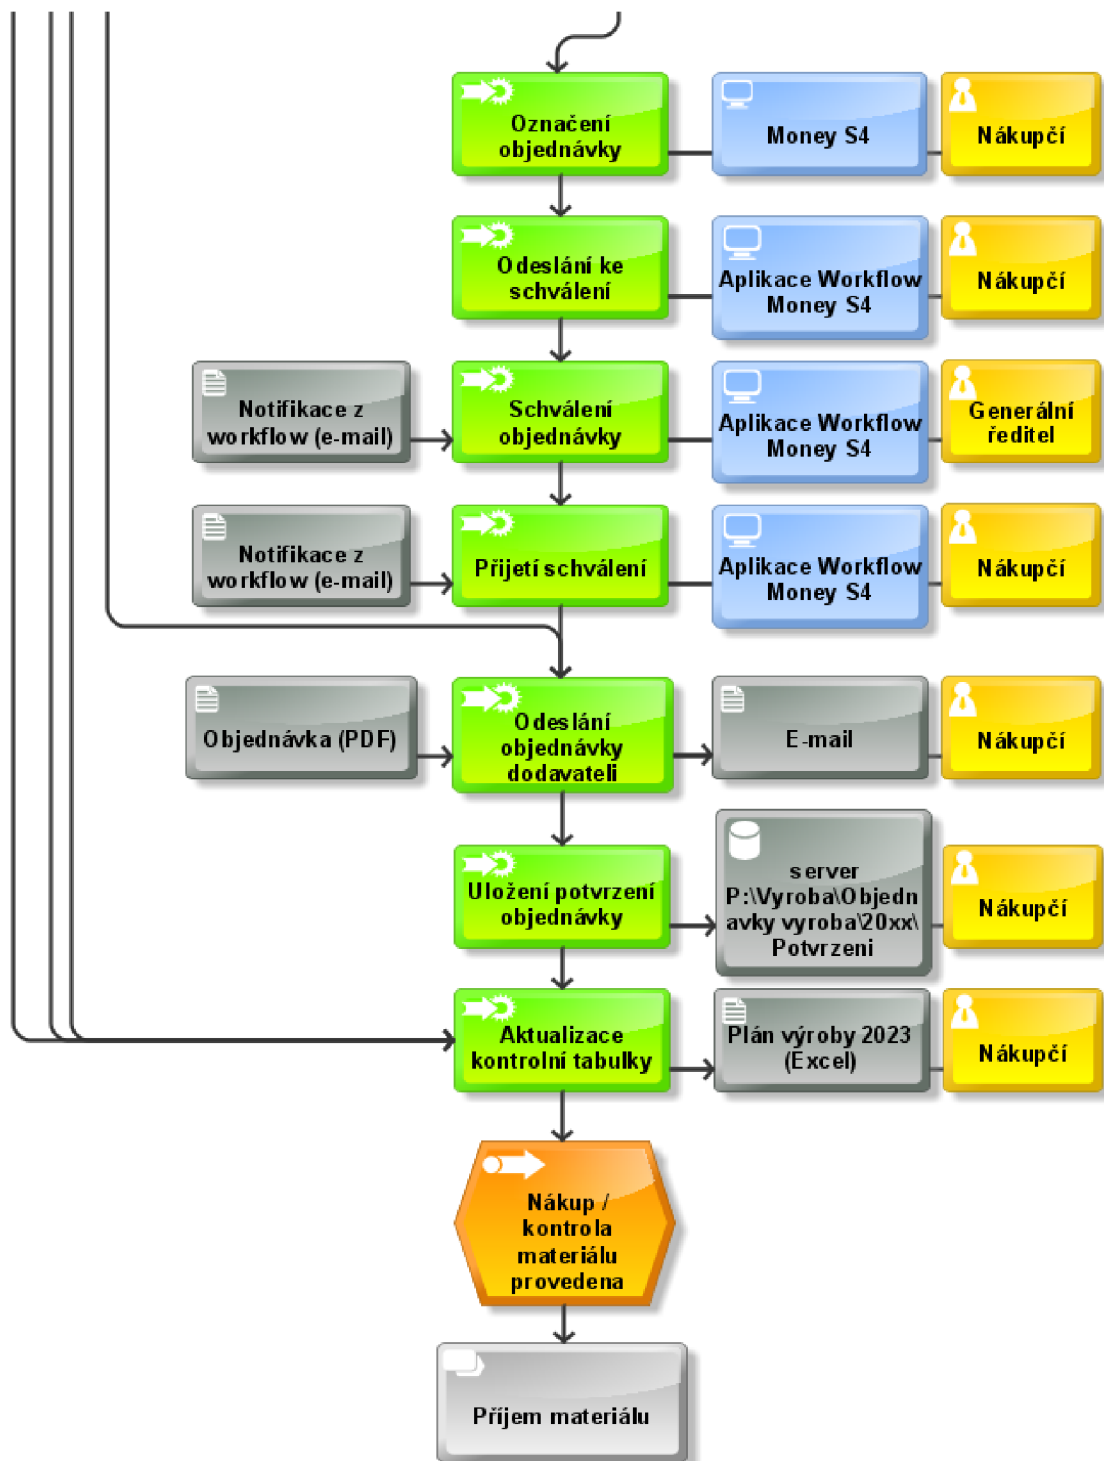 Označení
objednávky
Money S4
Nákupčí
Odeslání ke
schválení
Aplikace Workflow
Money S4
Nákupčí
Notifikace z
workflow (e-mail)
Schválení
objednávky
Aplikace Workflow
Money S4
Generální
ředitel
Notifikace z
workflow (e-mail)
Přijetí schválení
Aplikace Workflow
Money S4
Nákupčí
Objednávka (PDF)
Odeslání
objednávky
dodavateli
E-mail
Nákupčí
Uložení potvrzení
objednávky
server
P:\Vyroba\Objedn
avky vyroba\20xx\
Potvrzeni
Nákupčí
Aktualizace
kontrolní tabulky
Plán výroby 2023
(Excel)
Nákupčí
Nákup /
kontrola
materiálu
provedena
Příjem materiálu